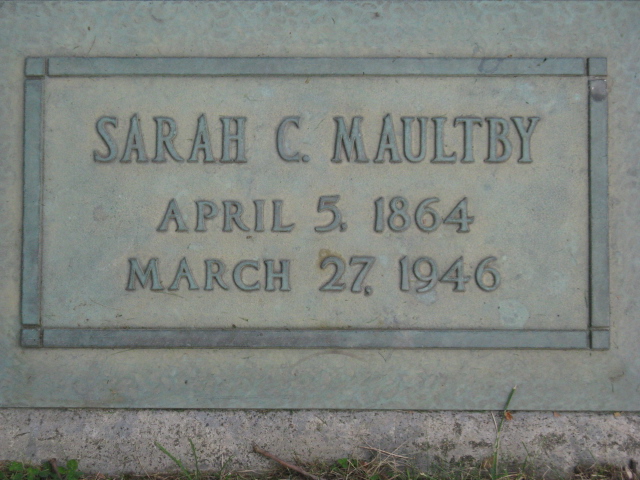 SARAH C. MAULTBY
APRIL 5, 1864
MARCH 27, 1946